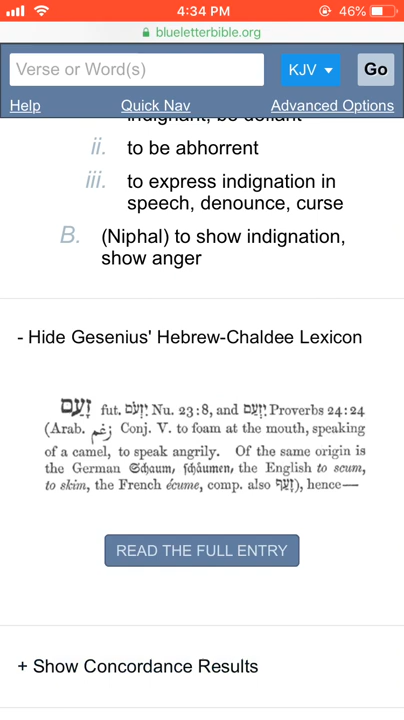 4:34 PM
46%
blueletterbible.org
Verse or Word(s)
KJV
Go
Help
Quick Nav
Advanced Options
indignant, be defiant
ii. to be abhorrent
iii. to express indignation in
speech, denounce, curse
B. (Niphal) to show indignation,
show anger
- Hide Gesenius' Hebrew-Chaldee Lexicon
זָעַם fut. יִזְעֹם Nu. 23:8, and יִזְעַם Proverbs 24:24
(Arab. زغم Conj. V. to foam at the mouth, speaking
of a camel, to speak angrily. Of the same origin is
the German Schaum, schäumen, the English to scum,
to skim, the French écume, comp. also זָעַף), hence—
READ THE FULL ENTRY
+ Show Concordance Results